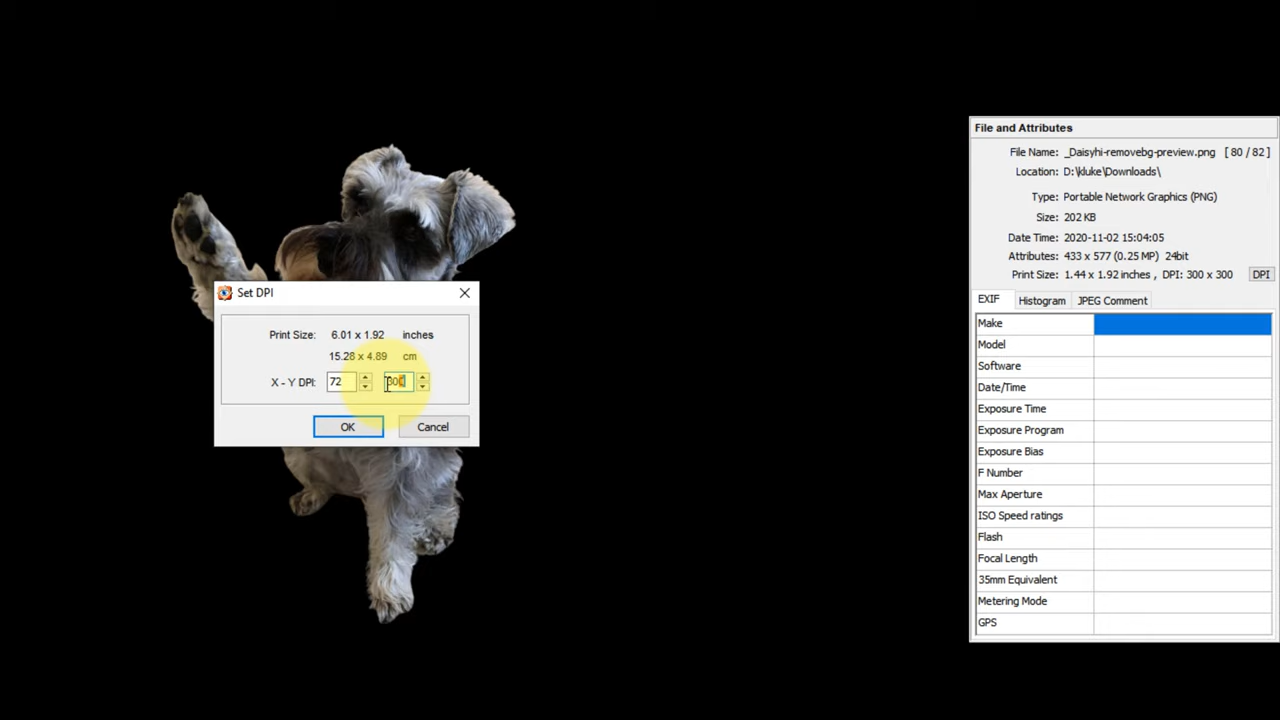 Set DPI
Print Size: 6.01 x 1.92 inches
15.28 x 4.89 cm
X - Y DPI: 72 300
OK Cancel
File and Attributes
File Name: _Daisyhi-removebg-preview.png [ 80 / 82 ]
Location: D:\kluke\Downloads\
Type: Portable Network Graphics (PNG)
Size: 202 KB
Date Time: 2020-11-02 15:04:05
Attributes: 433 x 577 (0.25 MP) 24bit
Print Size: 1.44 x 1.92 inches , DPI: 300 x 300 DPI
EXIF Histogram JPEG Comment
Make
Model
Software
Date/Time
Exposure Time
Exposure Program
Exposure Bias
F Number
Max Aperture
ISO Speed ratings
Flash
Focal Length
35mm Equivalent
Metering Mode
GPS